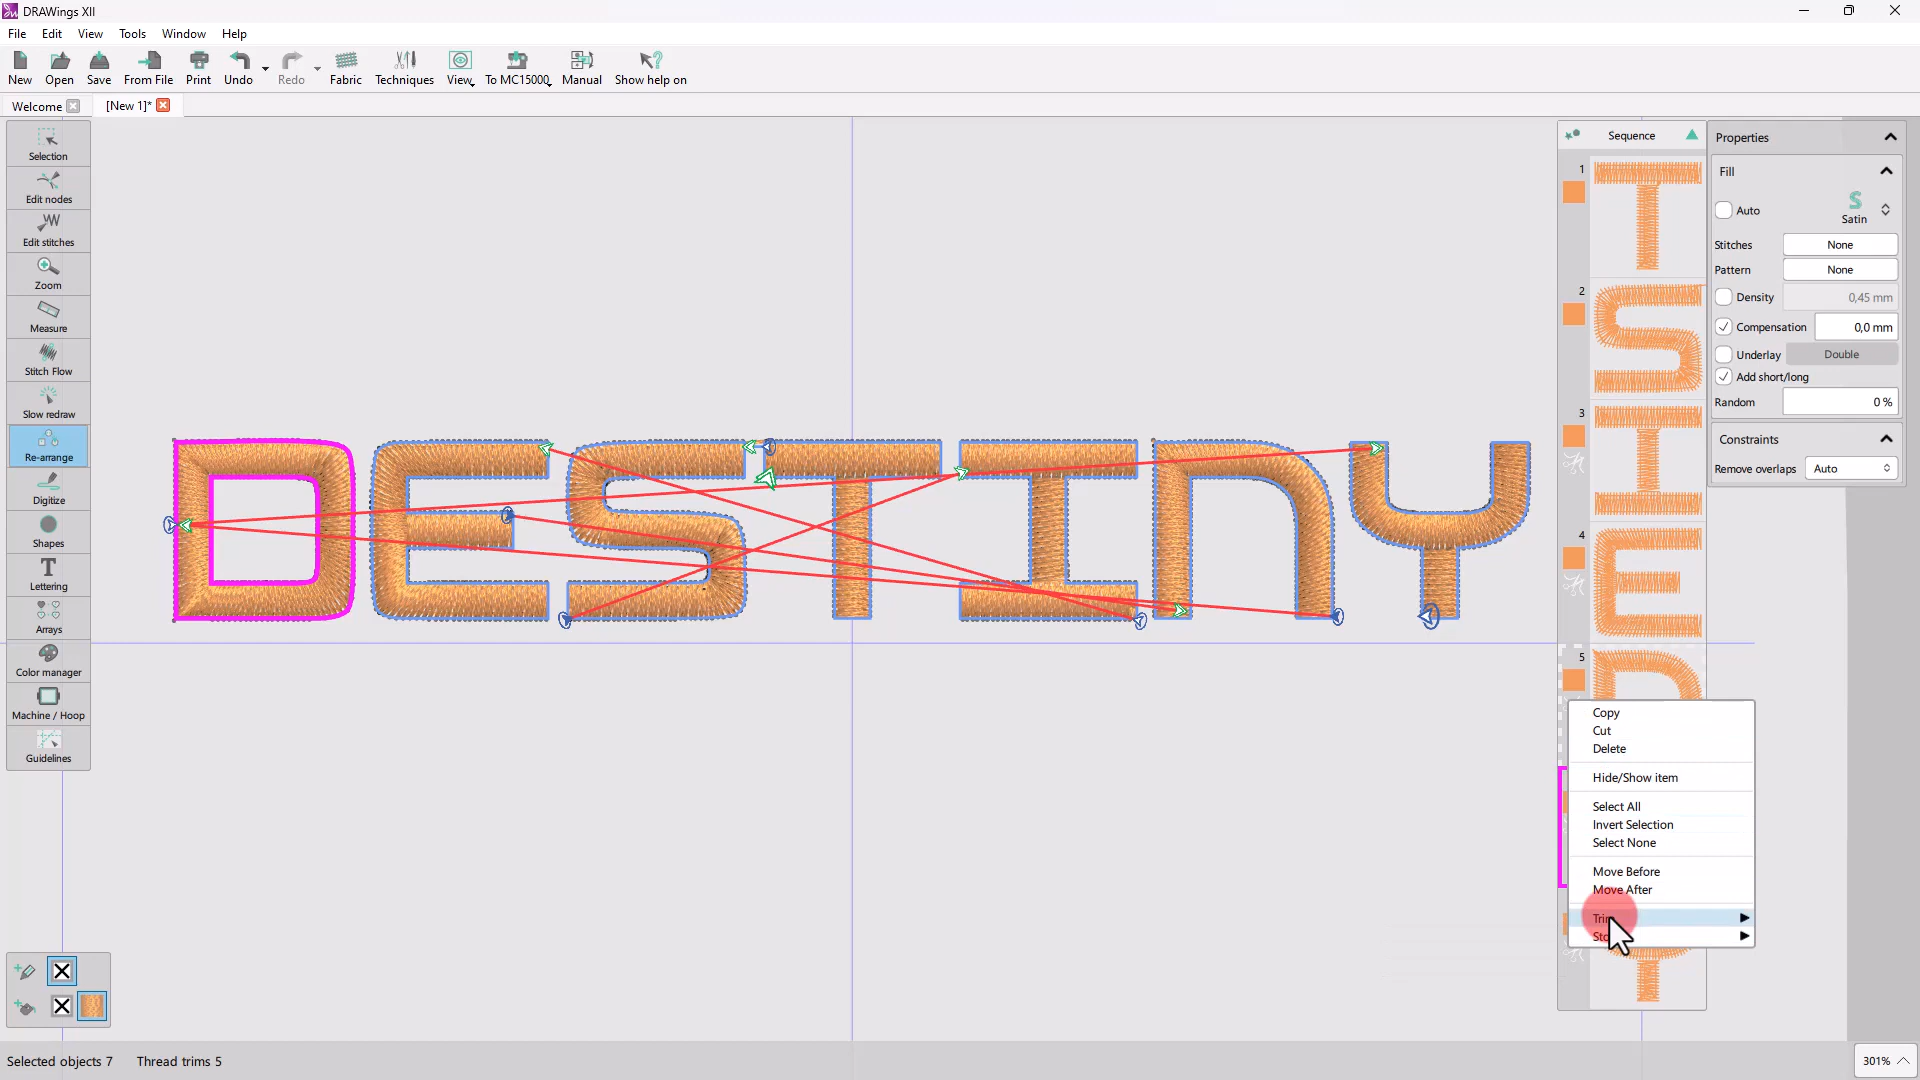 DRAWings XII
File Edit View Tools Window Help
New Open Save From File Print Undo Redo Fabric Techniques View To MC15000 Manual Show help on
Welcome [New 1]*
Selection
Edit nodes
Edit stitches
Zoom
Measure
Stitch Flow
Slow redraw
Re-arrange
Digitize
Shapes
Lettering
Arrays
Color manager
Machine / Hoop
Guidelines
DESTINY
Sequence
1 T
2 S
3 I
4 E
5
Copy
Cut
Delete
Hide/Show item
Select All
Invert Selection
Select None
Move Before
Move After
Properties
Fill
Auto
Satin
Stitches None
Pattern None
Density 0,45 mm
Compensation 0,0 mm
Underlay Double
Add short/long
Random 0 %
Constraints
Remove overlaps Auto
Selected objects 7 Thread trims 5
301%